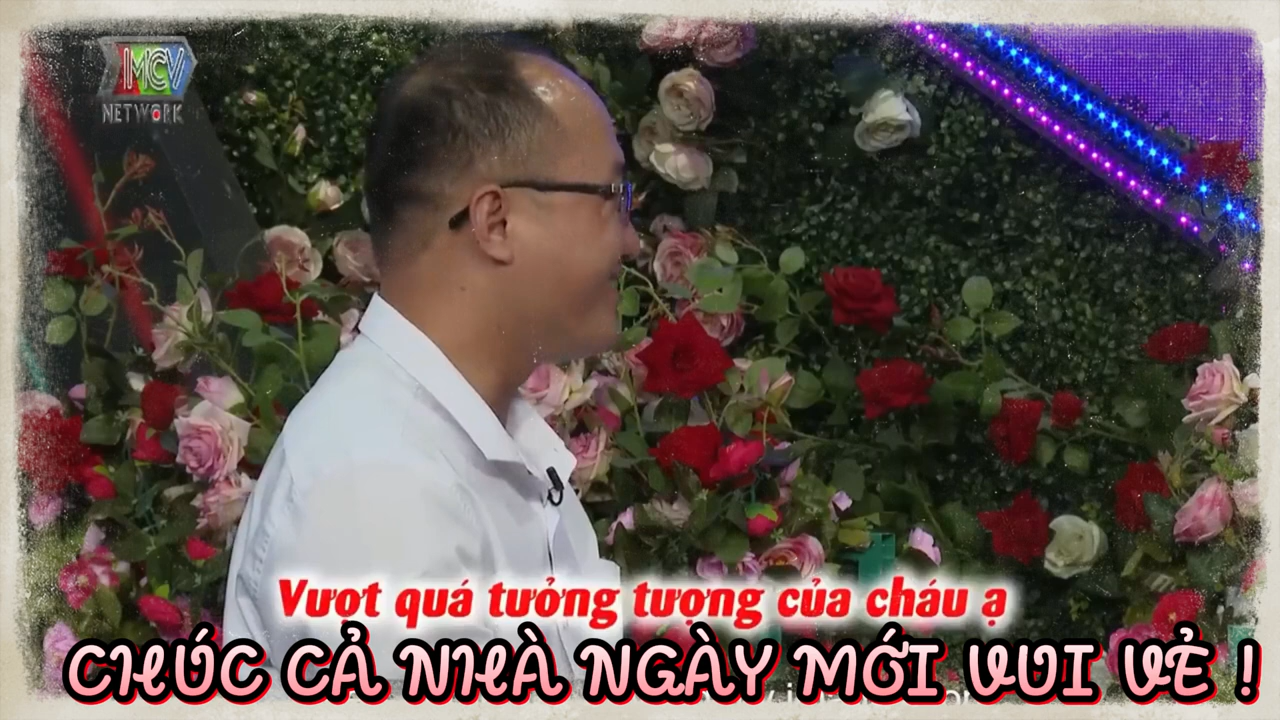 MCV
NETWORK
Vượt quá tưởng tượng của cháu ạ
CHÚC CẢ NHÀ NGÀY MỚI VUI VẺ !